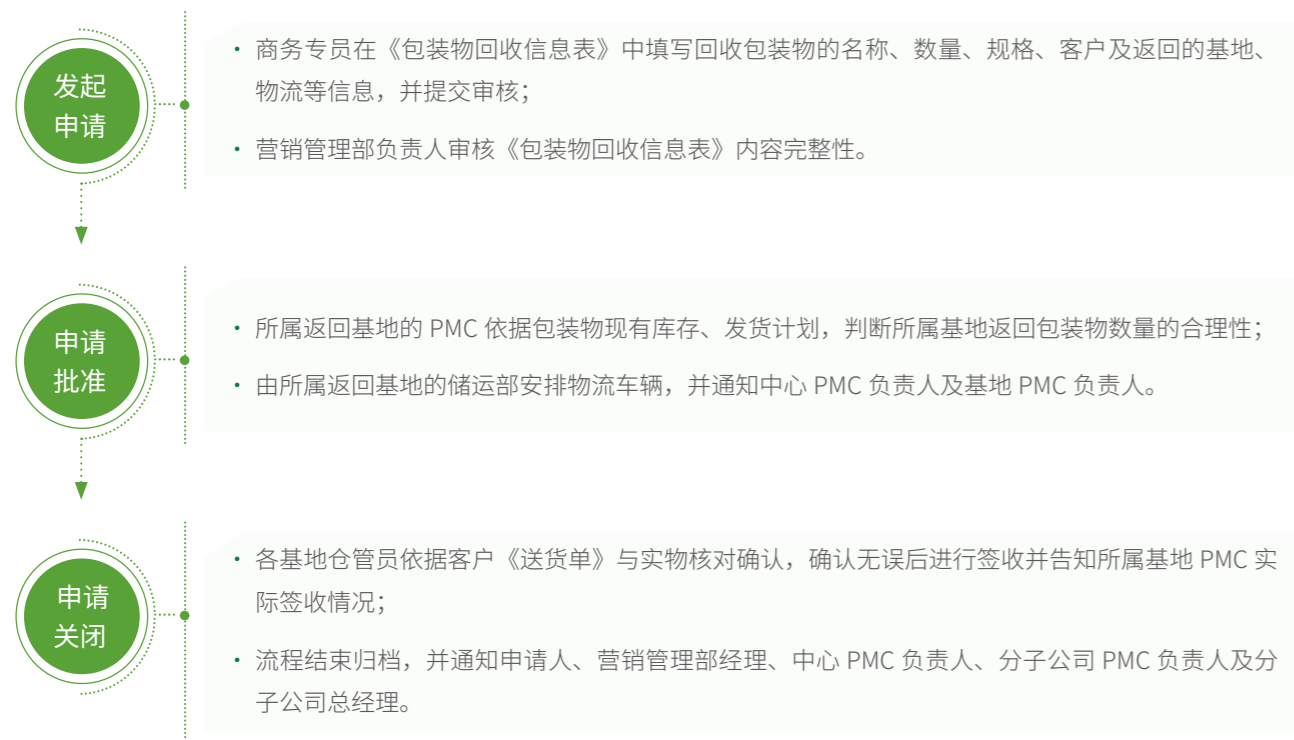 发起
申请
• 商务专员在《包装物回收信息表》中填写回收包装物的名称、数量、规格、客户及返回的基地、
物流等信息，并提交审核；
• 营销管理部负责人审核《包装物回收信息表》内容完整性。
申请
批准
• 所属返回基地的 PMC 依据包装物现有库存、发货计划，判断所属基地返回包装物数量的合理性；
• 由所属返回基地的储运部安排物流车辆，并通知中心 PMC 负责人及基地 PMC 负责人。
申请
关闭
• 各基地仓管员依据客户《送货单》与实物核对确认，确认无误后进行签收并告知所属基地 PMC 实
际签收情况；
• 流程结束归档，并通知申请人、营销管理部经理、中心 PMC 负责人、分子公司 PMC 负责人及分
子公司总经理。